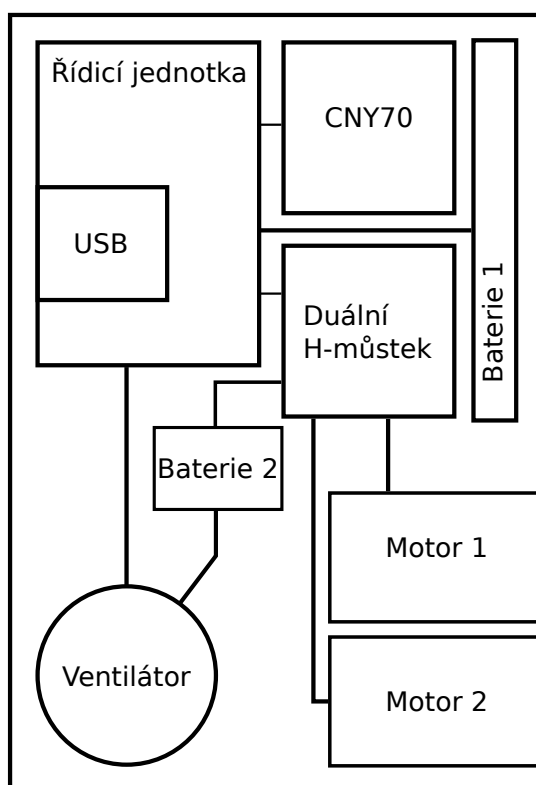 Řídicí jednotka
CNY70
USB
Baterie 1
Duální
H-můstek
Baterie 2
Motor 1
Ventilátor
Motor 2